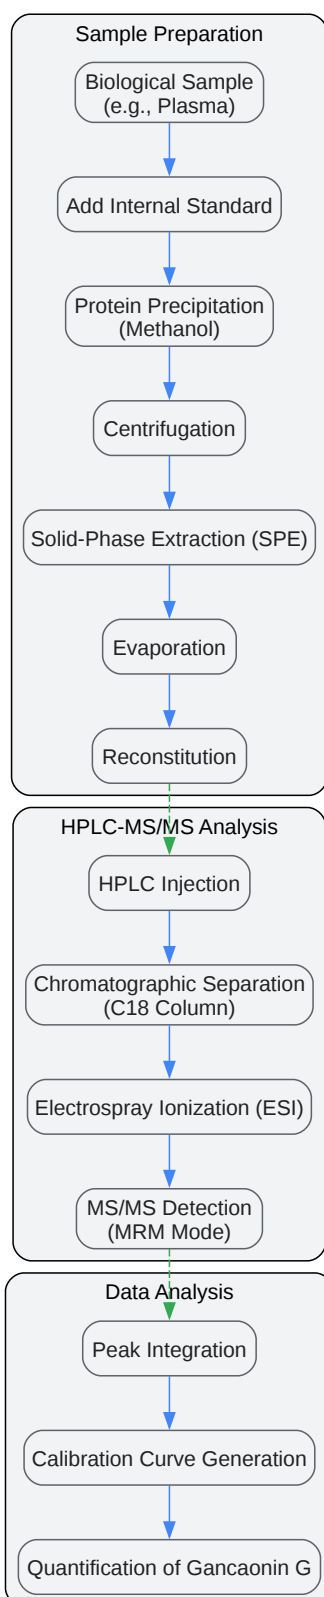 Sample Preparation
Biological Sample
(e.g., Plasma)
Add Internal Standard
Protein Precipitation
(Methanol)
Centrifugation
Solid-Phase Extraction (SPE)
Evaporation
Reconstitution
HPLC-MS/MS Analysis
HPLC Injection
Chromatographic Separation
(C18 Column)
Electrospray Ionization (ESI)
MS/MS Detection
(MRM Mode)
Data Analysis
Peak Integration
Calibration Curve Generation
Quantification of Gancaonin G